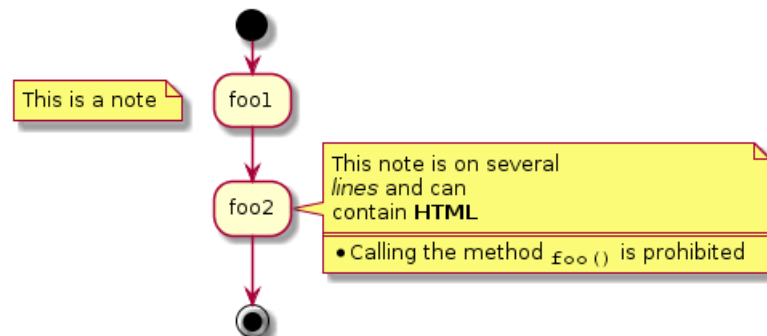 foo1
This is a note
This note is on several
lines and can
foo2
contain HTML
• Calling the method foo() is prohibited